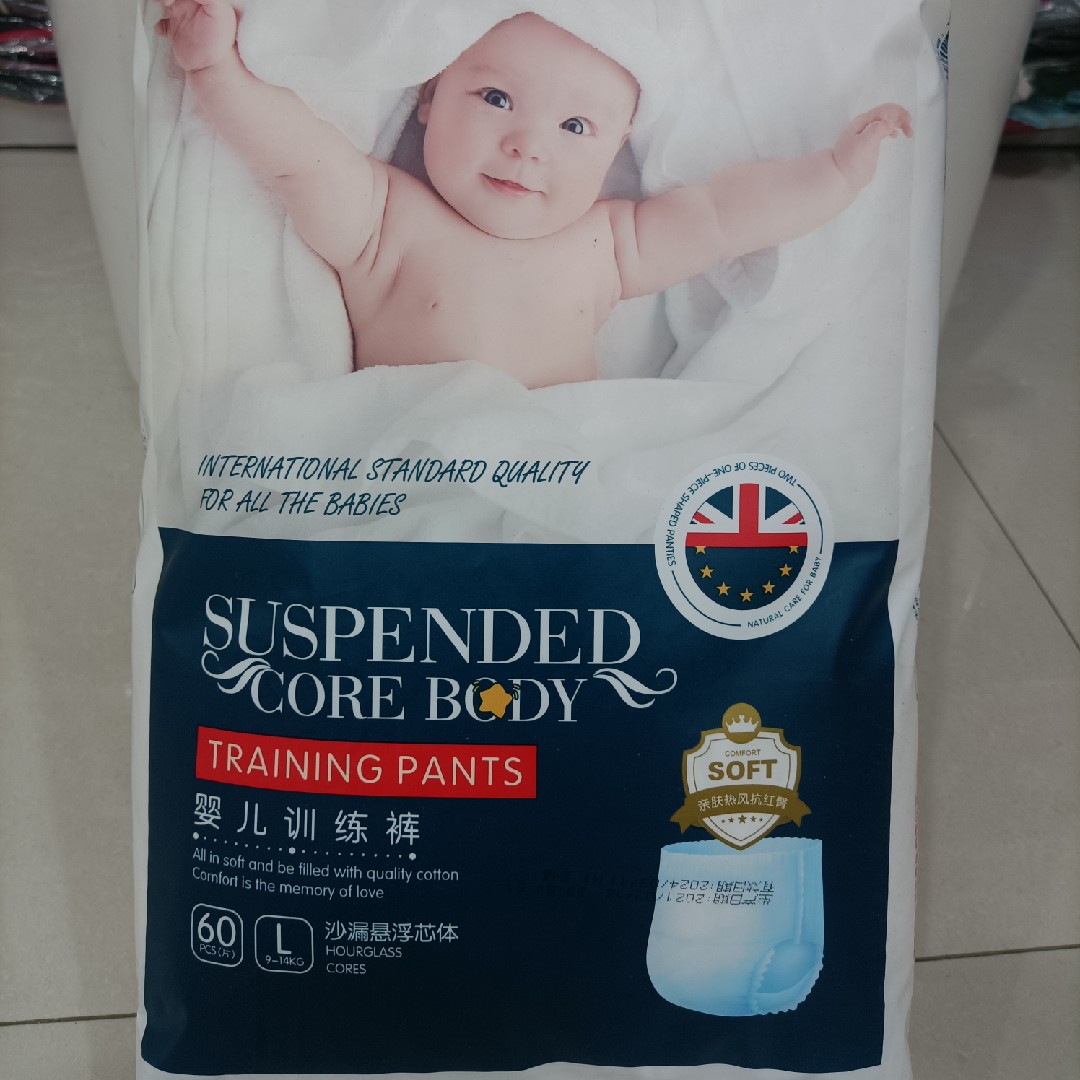 INTERNATIONAL STANDARD QUALITY
FOR ALL THE BABIES
TWO PIECES OF ONE-PIECE SHAPED PANTIES
NATURAL CARE FOR BABY
SUSPENDED
CORE BODY
TRAINING PANTS
婴儿训练裤
All in soft and be filled with quality cotton
Comfort is the memory of love
60
PCS(片)
L
9-14KG
沙漏悬浮芯体
HOURGLASS
CORES
COMFORT
SOFT
亲肤热风抗红臀